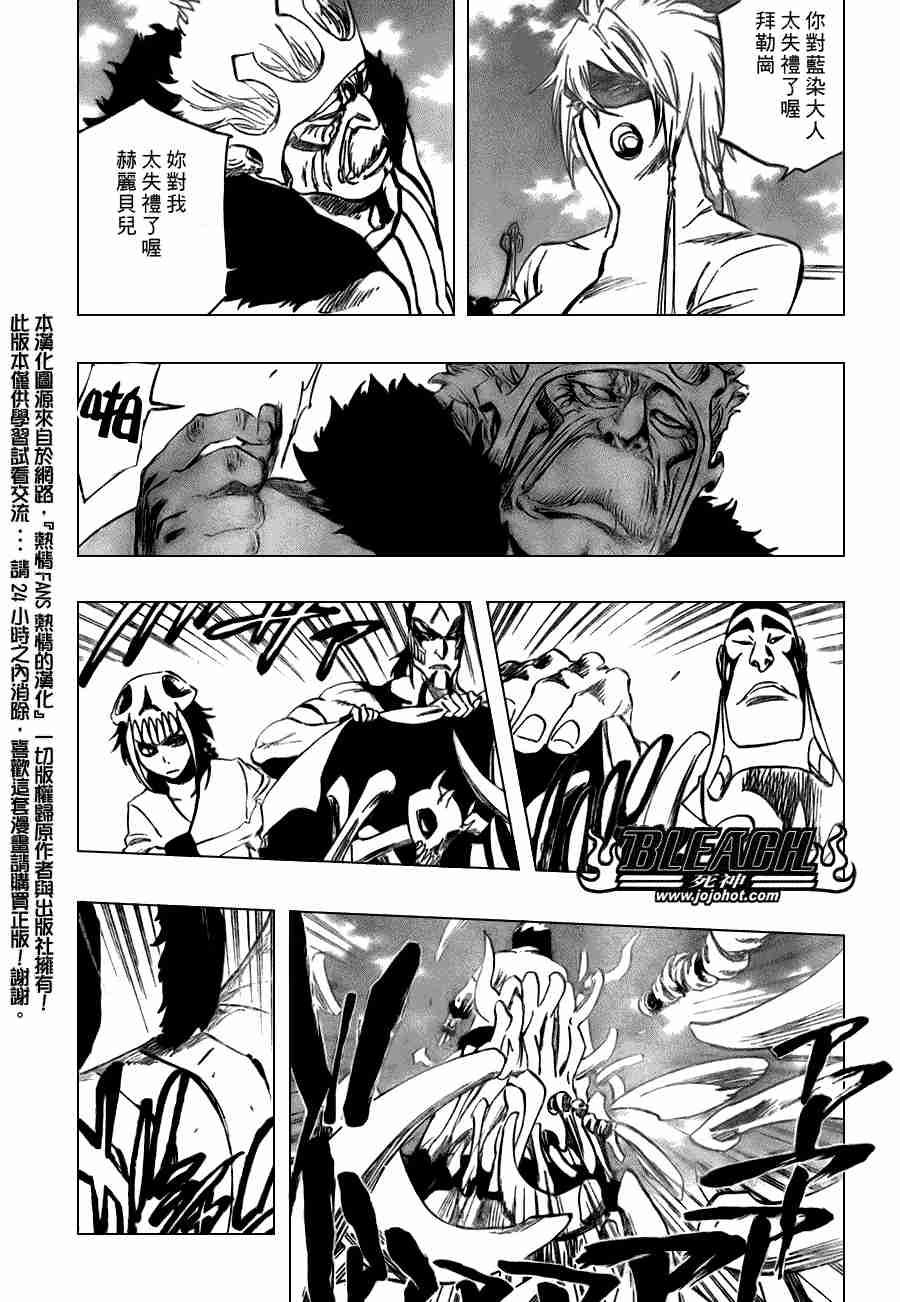 你對藍染大人
太失禮了喔
拜勒崗
妳對我
太失禮了喔
赫麗貝兒
啪
BLEACH
死神
www.jojohot.com
本漢化圖源來自於網路，『熱情FANS熱情的漢化』一切版權歸原作者與出版社擁有！
此版本僅供學習試看交流...請24小時之內消除，喜歡這套漫畫請購買正版！謝謝。